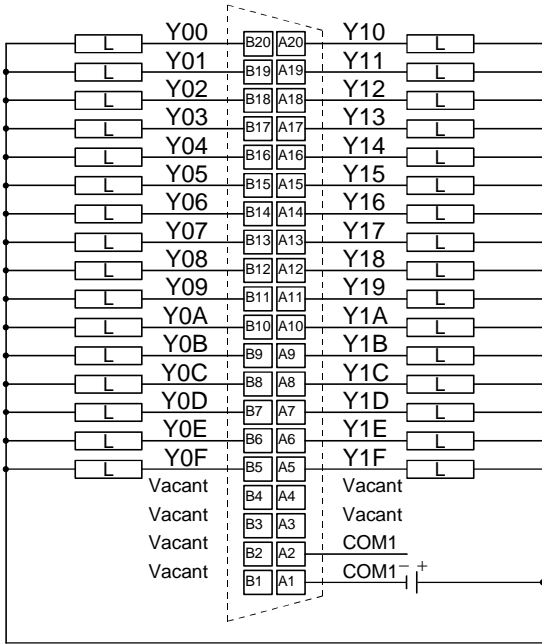 L Y00 B20 A20 Y10 L
L Y01 B19 A19 Y11 L
L Y02 B18 A18 Y12 L
L Y03 B17 A17 Y13 L
L Y04 B16 A16 Y14 L
L Y05 B15 A15 Y15 L
L Y06 B14 A14 Y16 L
L Y07 B13 A13 Y17 L
L Y08 B12 A12 Y18 L
L Y09 B11 A11 Y19 L
L Y0A B10 A10 Y1A L
L Y0B B9 A9 Y1B L
L Y0C B8 A8 Y1C L
L Y0D B7 A7 Y1D L
L Y0E B6 A6 Y1E L
L Y0F B5 A5 Y1F L
Vacant B4 A4 Vacant
Vacant B3 A3 Vacant
Vacant B2 A2 COM1
Vacant B1 A1 COM1 − +